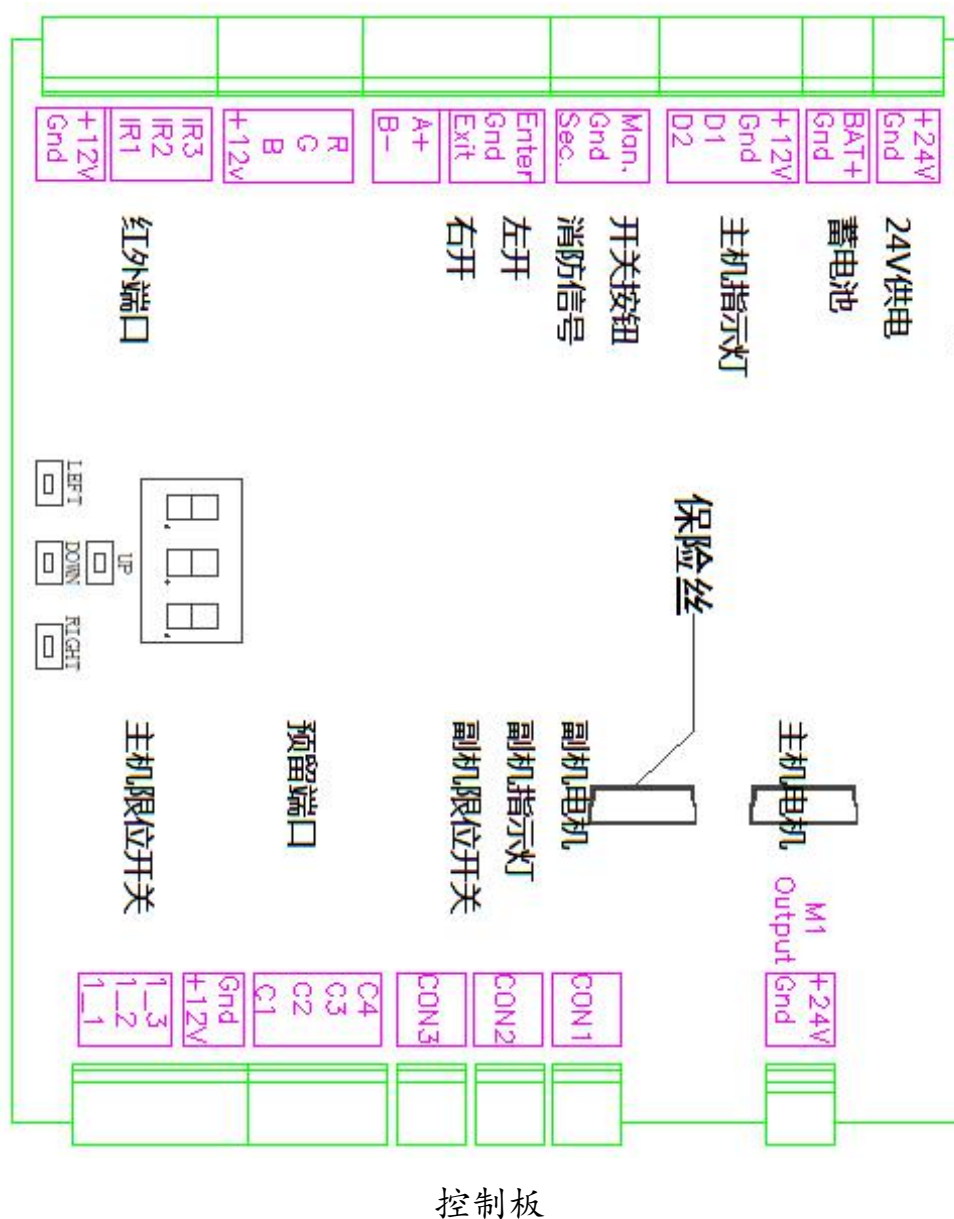 +24V
Gnd
BAT+
Gnd
+12V
Gnd
D1
D2
Man.
Gnd
Sec.
Enter
Gnd
Exit
A+
B-
R
G
B
+12v
IR3
IR2
IR1
+12V
Gnd
24V供电
蓄电池
主机指示灯
开关按钮
消防信号
左开
右开
红外端口
保险丝
LEFT
UP
DOWN
RIGHT
主机电机
副机电机
副机指示灯
副机限位开关
预留端口
主机限位开关
M1
Output
+24V
Gnd
CON1
CON2
CON3
C4
C3
C2
C1
Gnd
+12V
1_3
1_2
1_1
控制板